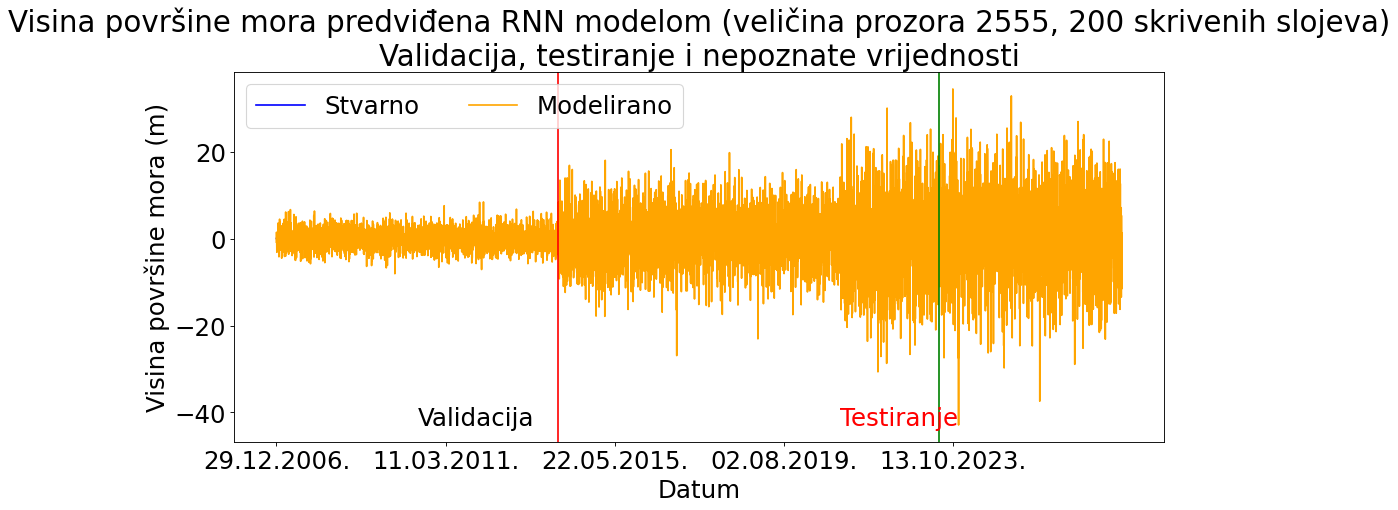 Visina površine mora predviđena RNN modelom (veličina prozora 2555, 200 skrivenih slojeva)
Validacija, testiranje i nepoznate vrijednosti
Stvarno Modelirano
Visina površine mora (m)
20
0
−20
−40
Validacija Testiranje
29.12.2006. 11.03.2011. 22.05.2015. 02.08.2019. 13.10.2023.
Datum